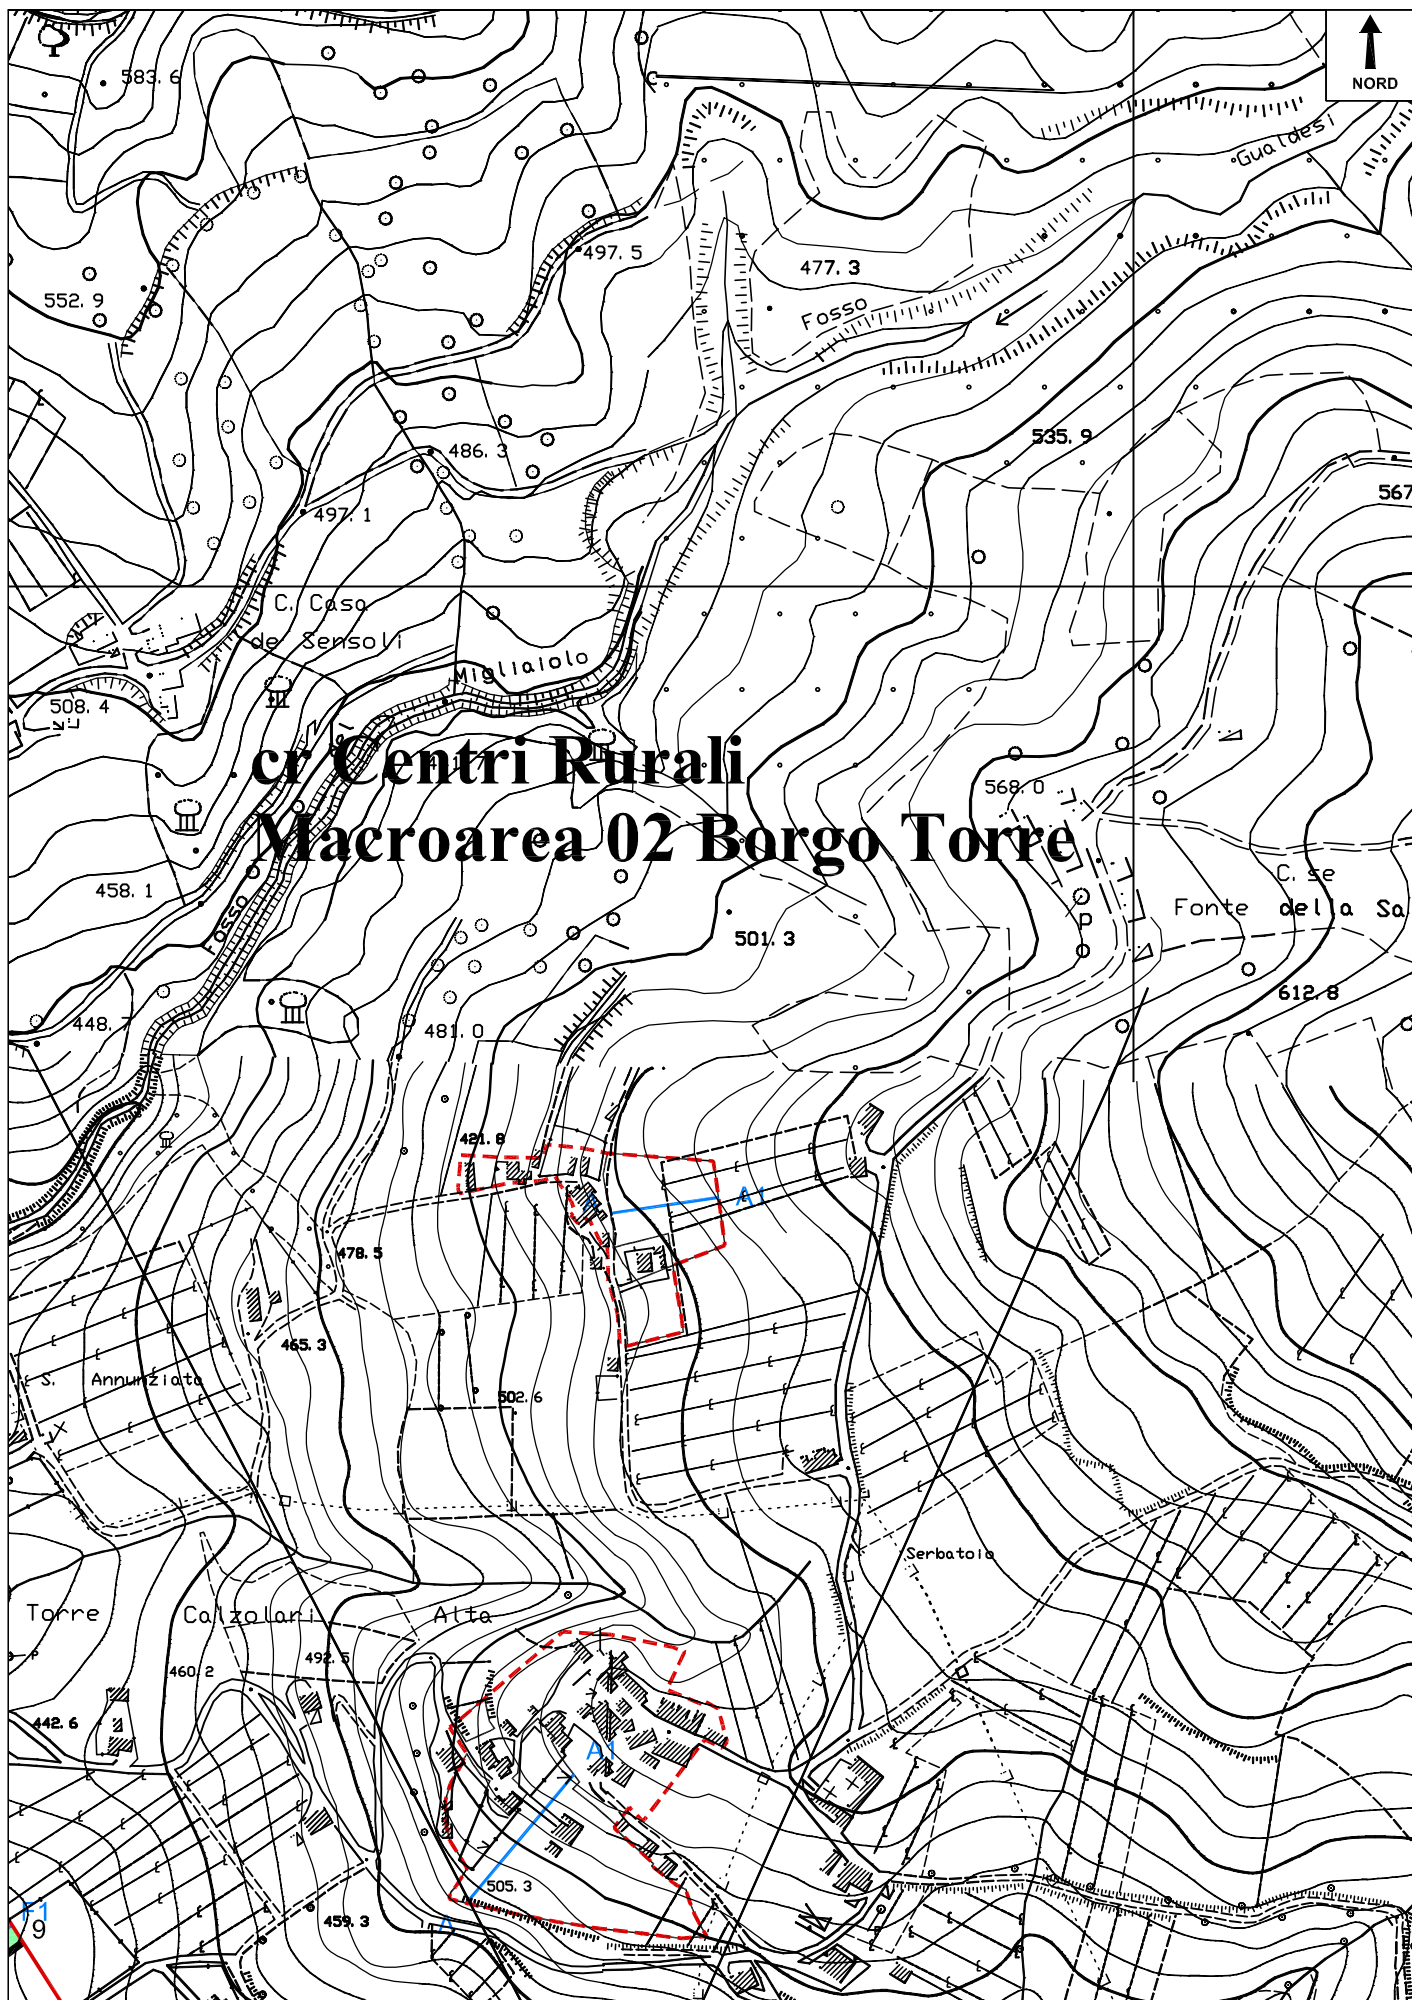 NORD
583. 6
Gualdesi
497. 5
477. 3
552. 9
Fosso
535. 9
486. 3
567
497. 1
C. Casa
de Sensoli
Migliaiolo
508. 4
cr Centri Rurali
568. 0
Macroarea 02 Borgo Torre
458. 1
C. se
Fonte della Sa
Fosso
501. 3
612. 8
448. 7
481. 0
421. 8
A1
478. 5
465. 3
S. Annunziata
502. 6
Serbatoio
Torre Calzolari Alta
P
460. 2
492. 5
442. 6
A1
505. 3
F1
459. 3
A
9